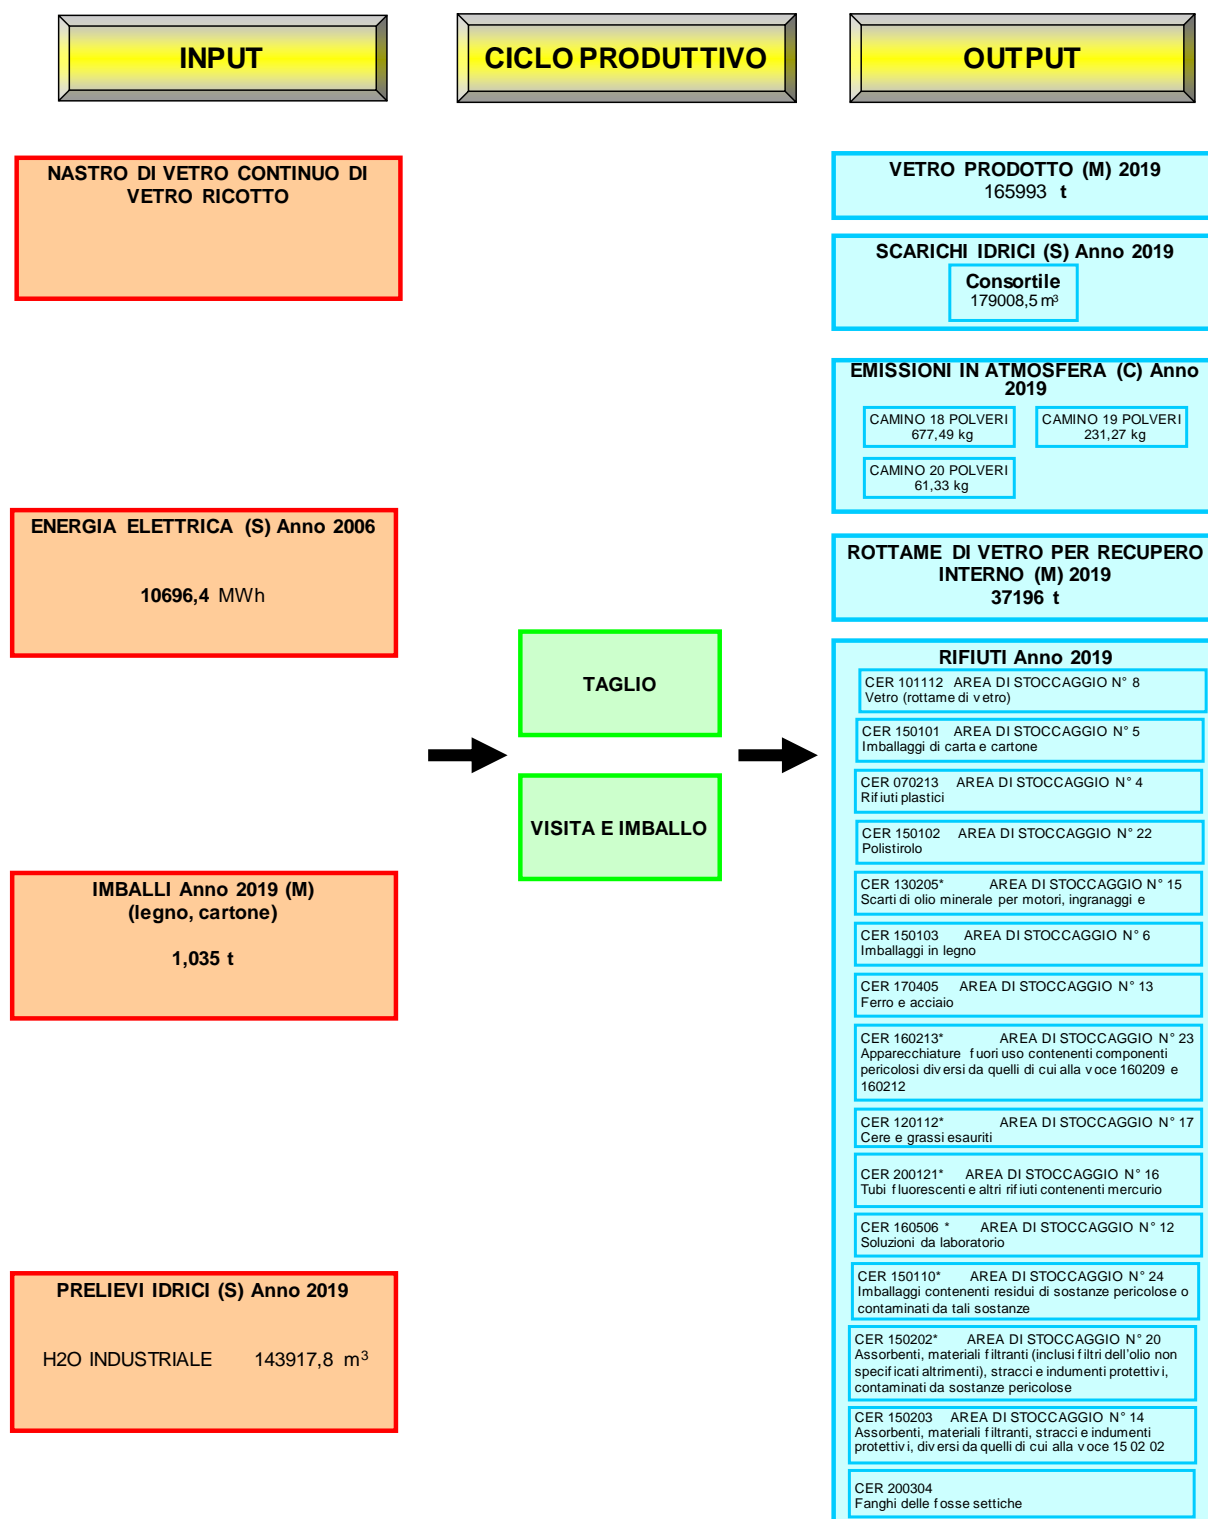 INPUT
CICLO PRODUTTIVO
OUTPUT
NASTRO DI VETRO CONTINUO DI
VETRO RICOTTO
ENERGIA ELETTRICA (S) Anno 2006
10696,4 MWh
IMBALLI Anno 2019 (M)
(legno, cartone)
1,035 t
PRELIEVI IDRICI (S) Anno 2019
H2O INDUSTRIALE 143917,8 m³
TAGLIO
VISITA E IMBALLO
VETRO PRODOTTO (M) 2019
165993 t
SCARICHI IDRICI (S) Anno 2019
Consortile
179008,5 m³
EMISSIONI IN ATMOSFERA (C) Anno
2019
CAMINO 18 POLVERI
677,49 kg
CAMINO 19 POLVERI
231,27 kg
CAMINO 20 POLVERI
61,33 kg
ROTTAME DI VETRO PER RECUPERO
INTERNO (M) 2019
37196 t
RIFIUTI Anno 2019
CER 101112 AREA DI STOCCAGGIO N° 8
Vetro (rottame di vetro)
CER 150101 AREA DI STOCCAGGIO N° 5
Imballaggi di carta e cartone
CER 070213 AREA DI STOCCAGGIO N° 4
Rifiuti plastici
CER 150102 AREA DI STOCCAGGIO N° 22
Polistirolo
CER 130205* AREA DI STOCCAGGIO N° 15
Scarti di olio minerale per motori, ingranaggi e
CER 150103 AREA DI STOCCAGGIO N° 6
Imballaggi in legno
CER 170405 AREA DI STOCCAGGIO N° 13
Ferro e acciaio
CER 160213* AREA DI STOCCAGGIO N° 23
Apparecchiature fuori uso contenenti componenti
pericolosi diversi da quelli di cui alla voce 160209 e
160212
CER 120112* AREA DI STOCCAGGIO N° 17
Cere e grassi esauriti
CER 200121* AREA DI STOCCAGGIO N° 16
Tubi fluorescenti e altri rifiuti contenenti mercurio
CER 160506 * AREA DI STOCCAGGIO N° 12
Soluzioni da laboratorio
CER 150110* AREA DI STOCCAGGIO N° 24
Imballaggi contenenti residui di sostanze pericolose o
contaminati da tali sostanze
CER 150202* AREA DI STOCCAGGIO N° 20
Assorbenti, materiali filtranti (inclusi filtri dell'olio non
specificati altrimenti), stracci e indumenti protettivi,
contaminati da sostanze pericolose
CER 150203 AREA DI STOCCAGGIO N° 14
Assorbenti, materiali filtranti, stracci e indumenti
protettivi, diversi da quelli di cui alla voce 15 02 02
CER 200304
Fanghi delle fosse settiche